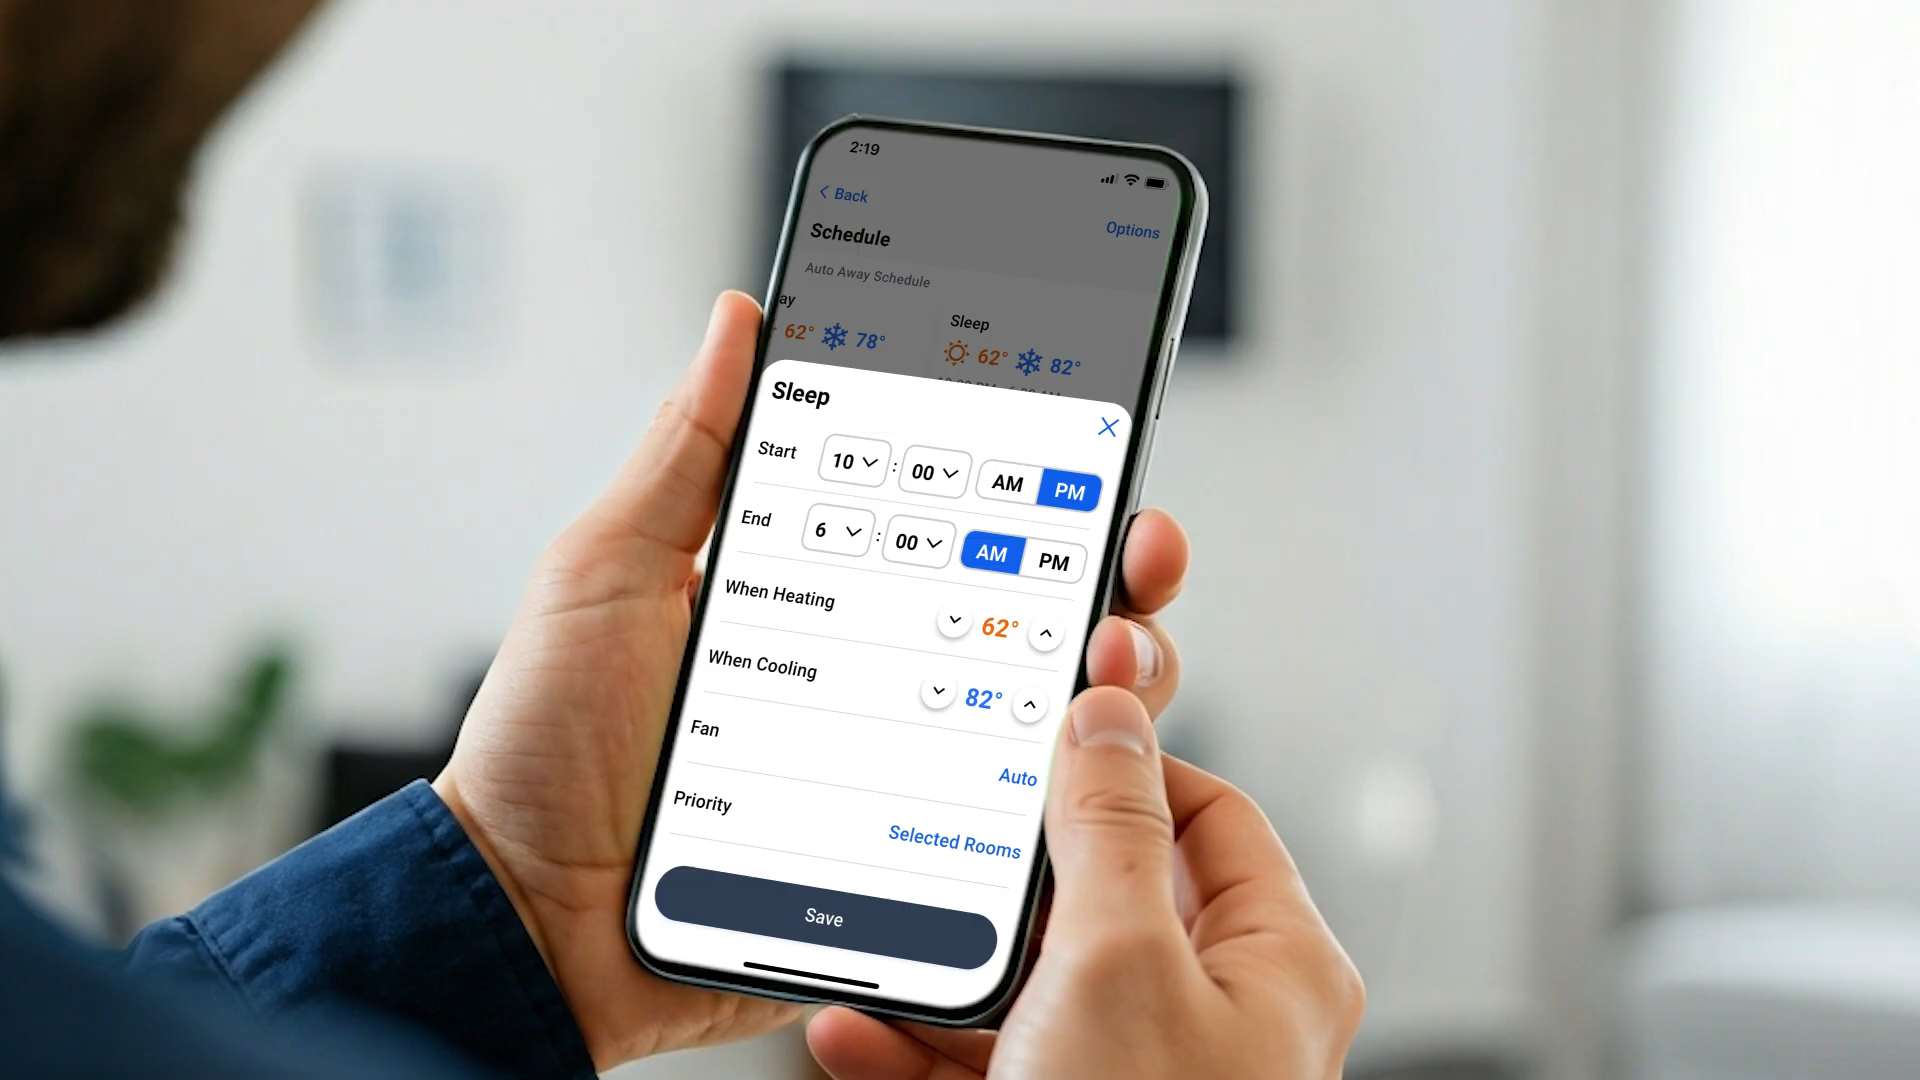 2:19
Back
Options
Schedule
Auto Away Schedule
ay
62° 78°
Sleep
62° 82°
Sleep
Start 10 : 00 AM PM
End 6 : 00 AM PM
When Heating 62°
When Cooling 82°
Fan Auto
Priority Selected Rooms
Save